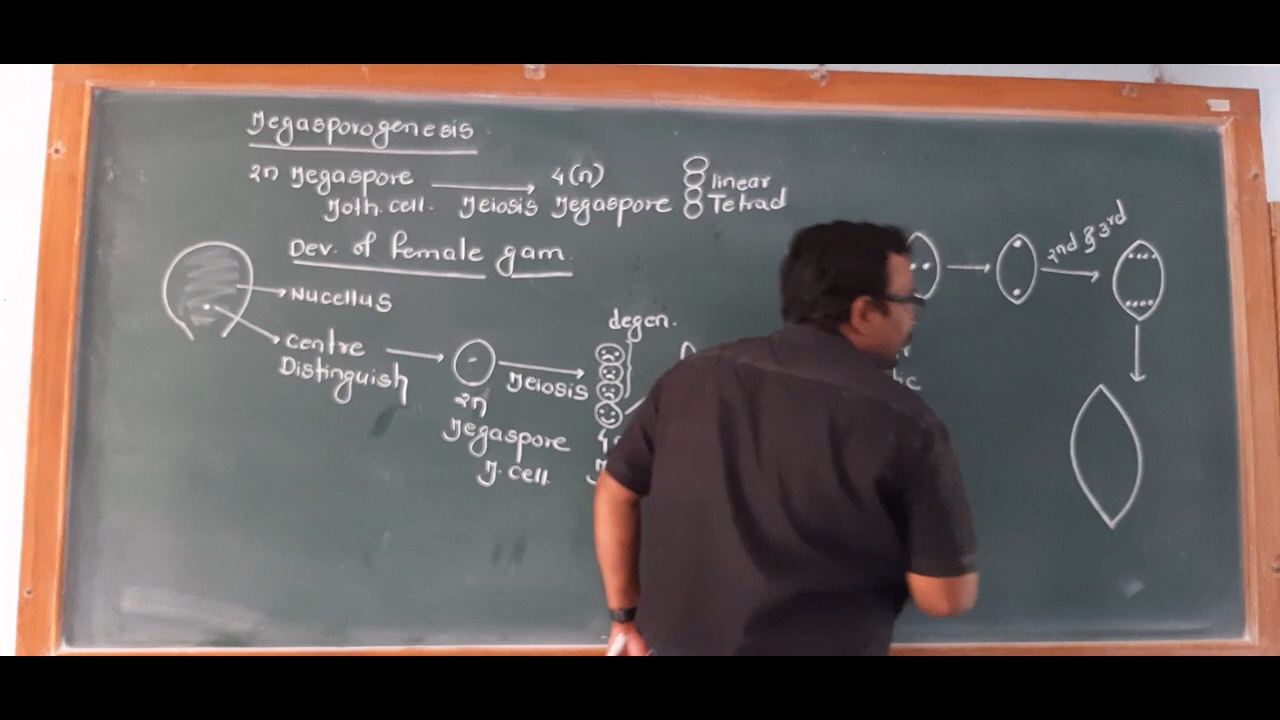 Megasporogenesis
2n Megaspore 4(n) linear
Moth. cell. Meiosis Megaspore Tetrad
Dev. of female gam.
Nucellus
centre
Distinguish
2n
Megaspore
M. cell.
Meiosis
degen.
2nd & 3rd